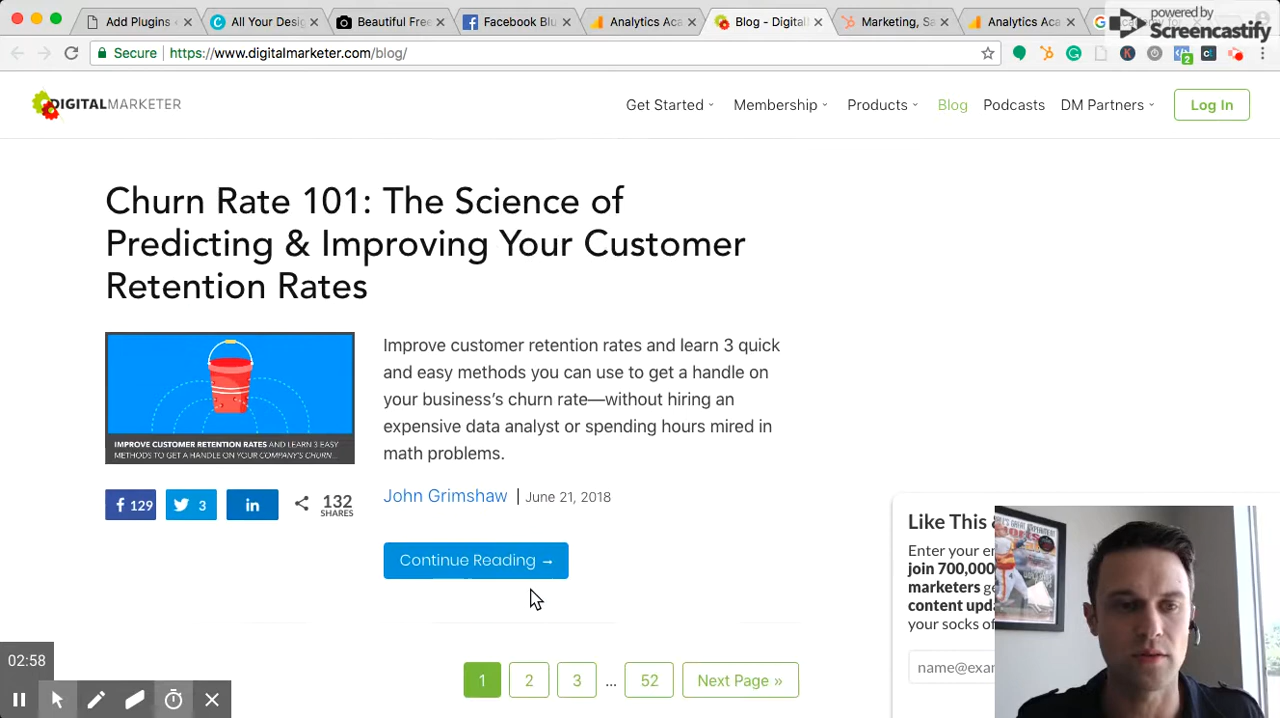 Add Plugins
All Your Desi
Beautiful Free
Facebook Blu
Analytics Aca
Blog - Digital
Marketing, Sa
Analytics Aca
powered by
Screencastify
Secure https://www.digitalmarketer.com/blog/
2
DIGITALMARKETER
Get Started Membership Products Blog Podcasts DM Partners Log In
Churn Rate 101: The Science of
Predicting & Improving Your Customer
Retention Rates
IMPROVE CUSTOMER RETENTION RATES AND LEARN 3 EASY
METHODS TO GET A HANDLE ON YOUR COMPANY'S CHURN...
Improve customer retention rates and learn 3 quick
and easy methods you can use to get a handle on
your business's churn rate—without hiring an
expensive data analyst or spending hours mired in
math problems.
129 3 in 132
SHARES
John Grimshaw | June 21, 2018
Continue Reading →
1 2 3 ... 52 Next Page »
Like This
Enter your em
join 700,000
marketers ge
content upda
your socks of
name@exam
02:58